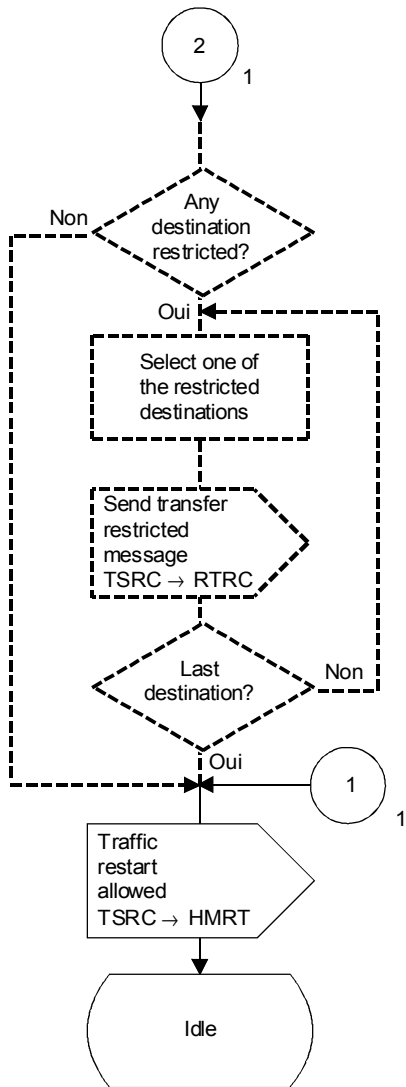 2
1
Any
destination
restricted?
Non
Oui
Select one of
the restricted
destinations
Send transfer
restricted
message
TSRC → RTRC
Last
destination?
Non
Oui
1
1
Traffic
restart
allowed
TSRC → HMRT
Idle